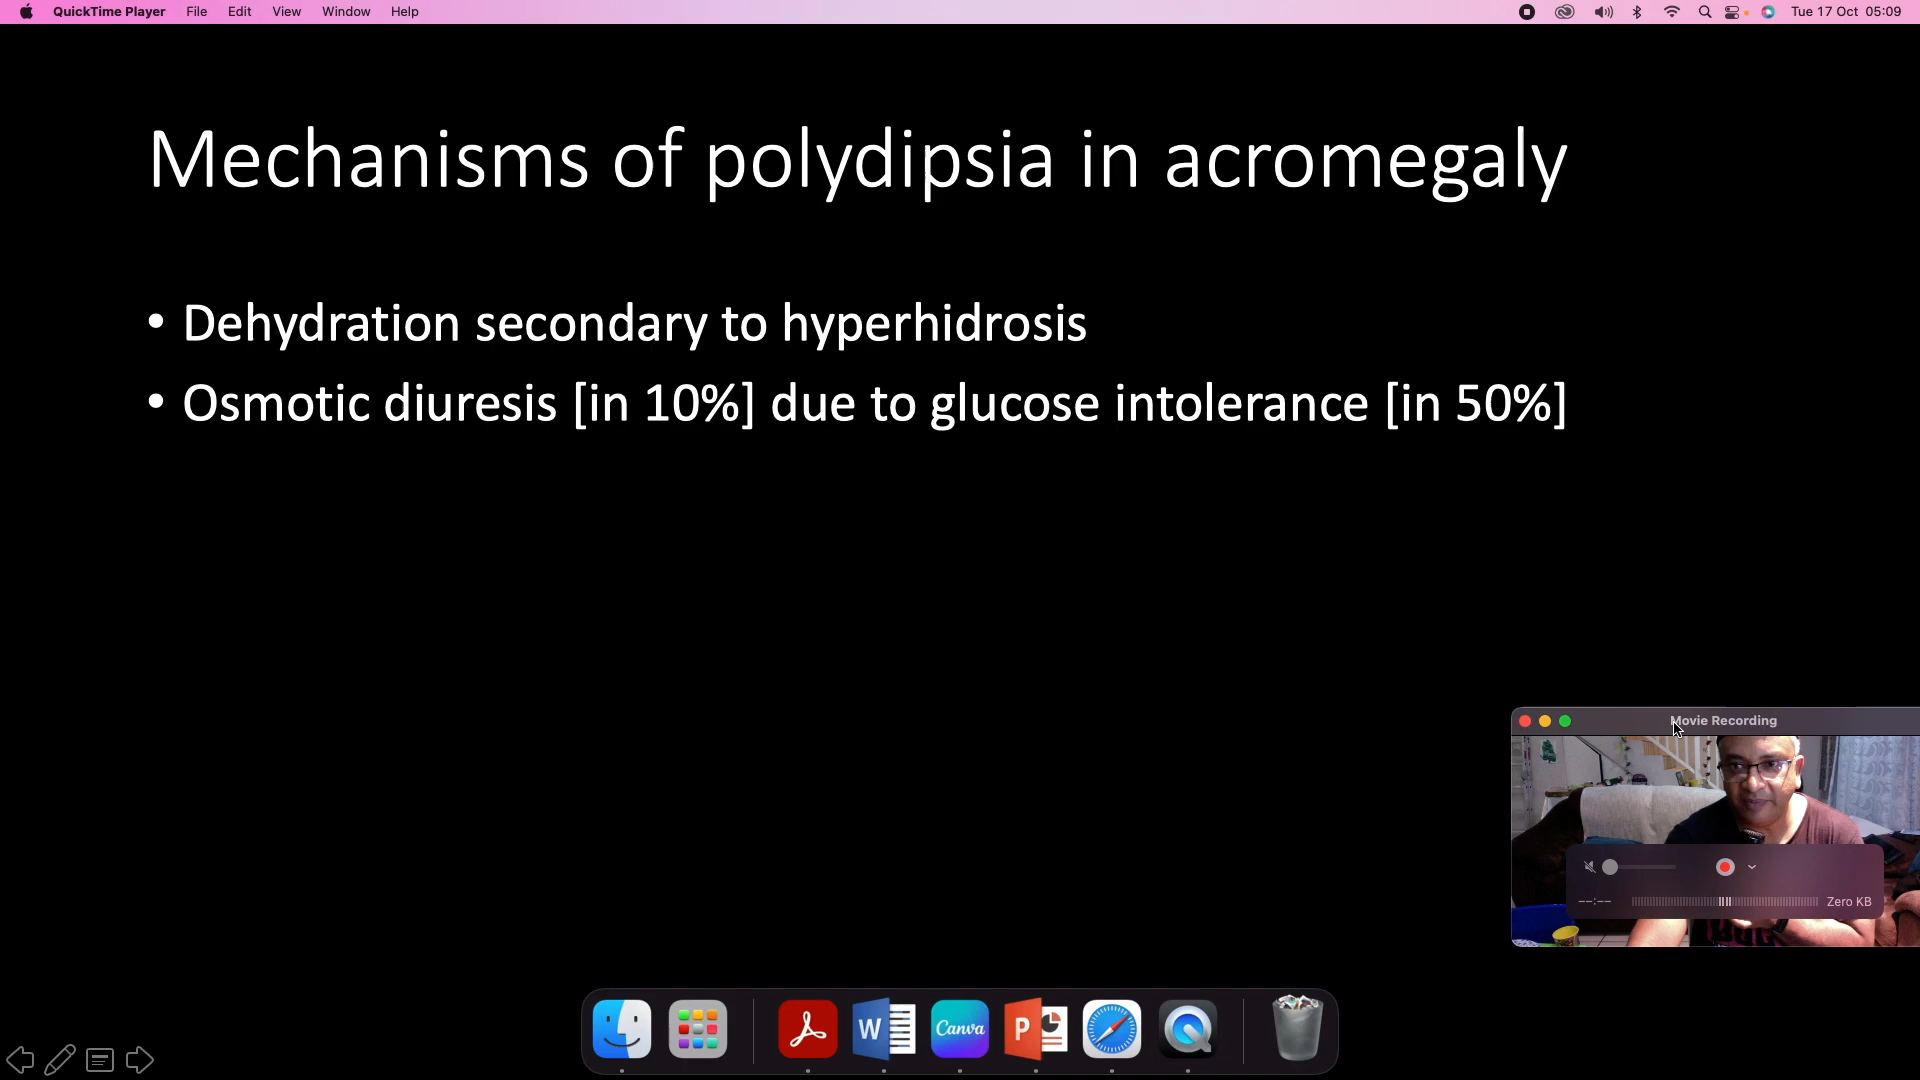 QuickTime Player File Edit View Window Help Tue 17 Oct 05:09
Mechanisms of polydipsia in acromegaly
• Dehydration secondary to hyperhidrosis
• Osmotic diuresis [in 10%] due to glucose intolerance [in 50%]
Movie Recording
--:-- Zero KB
W Canva P